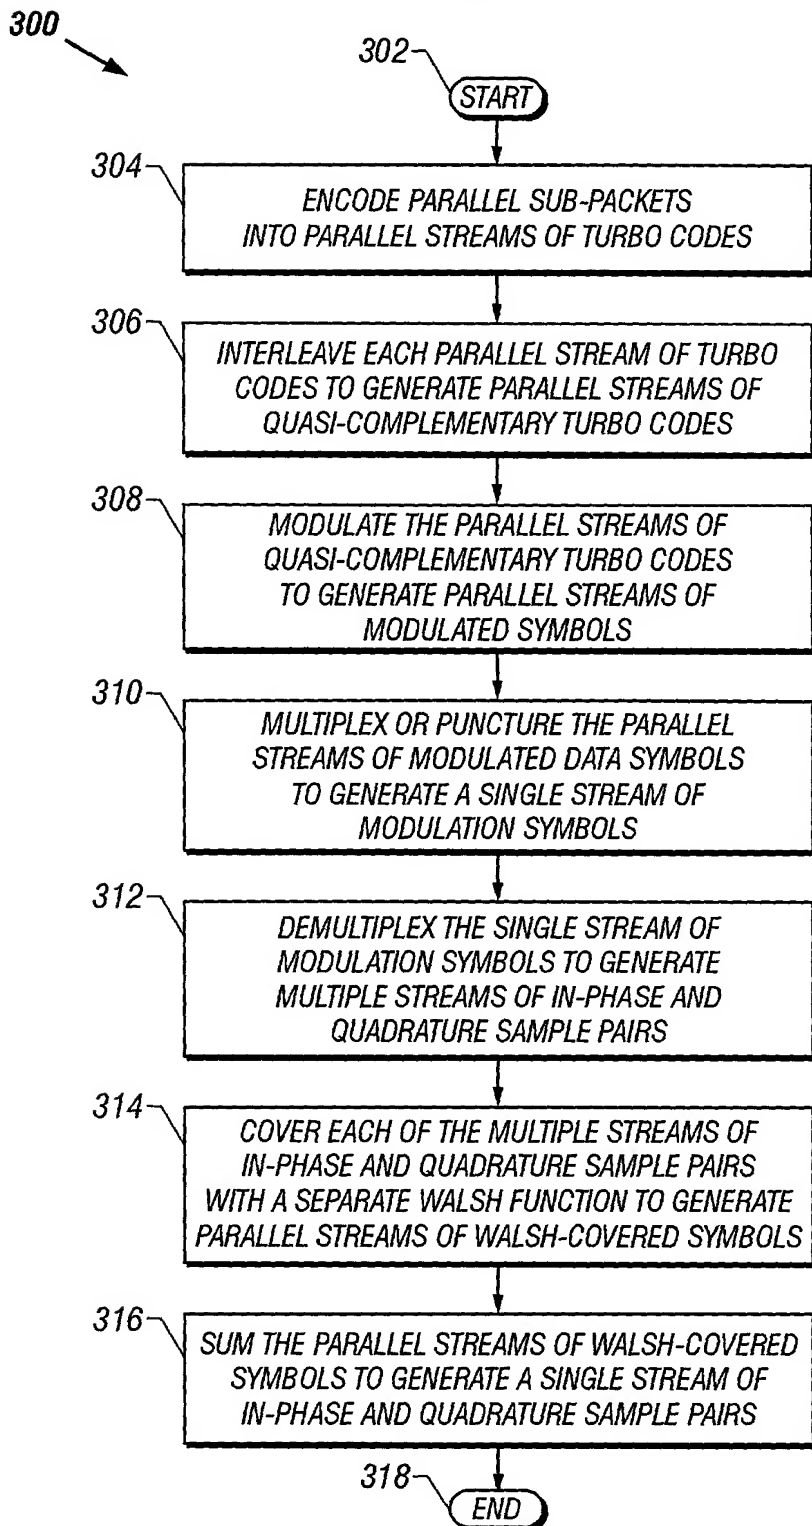 300
302
START
304
ENCODE PARALLEL SUB-PACKETS
INTO PARALLEL STREAMS OF TURBO CODES
306
INTERLEAVE EACH PARALLEL STREAM OF TURBO
CODES TO GENERATE PARALLEL STREAMS OF
QUASI-COMPLEMENTARY TURBO CODES
308
MODULATE THE PARALLEL STREAMS OF
QUASI-COMPLEMENTARY TURBO CODES
TO GENERATE PARALLEL STREAMS OF
MODULATED SYMBOLS
310
MULTIPLEX OR PUNCTURE THE PARALLEL
STREAMS OF MODULATED DATA SYMBOLS
TO GENERATE A SINGLE STREAM OF
MODULATION SYMBOLS
312
DEMULTIPLEX THE SINGLE STREAM OF
MODULATION SYMBOLS TO GENERATE
MULTIPLE STREAMS OF IN-PHASE AND
QUADRATURE SAMPLE PAIRS
314
COVER EACH OF THE MULTIPLE STREAMS OF
IN-PHASE AND QUADRATURE SAMPLE PAIRS
WITH A SEPARATE WALSH FUNCTION TO GENERATE
PARALLEL STREAMS OF WALSH-COVERED SYMBOLS
316
SUM THE PARALLEL STREAMS OF WALSH-COVERED
SYMBOLS TO GENERATE A SINGLE STREAM OF
IN-PHASE AND QUADRATURE SAMPLE PAIRS
318
END